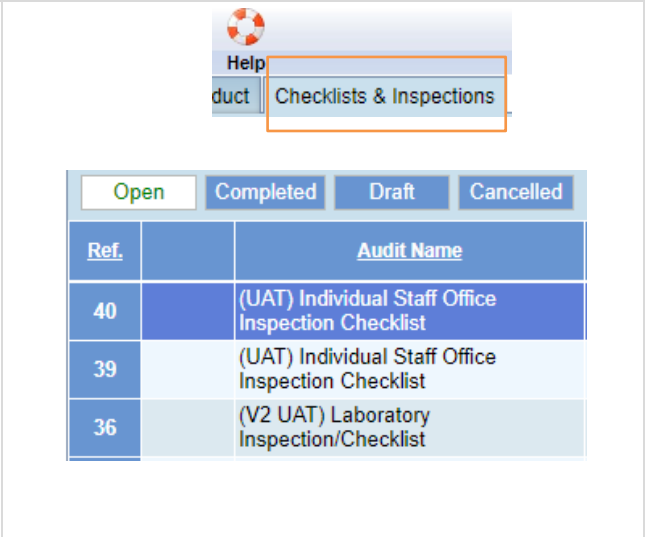 Help
duct Checklists & Inspections
Open Completed Draft Cancelled
Ref. Audit Name
40 (UAT) Individual Staff Office
Inspection Checklist
39 (UAT) Individual Staff Office
Inspection Checklist
36 (V2 UAT) Laboratory
Inspection/Checklist